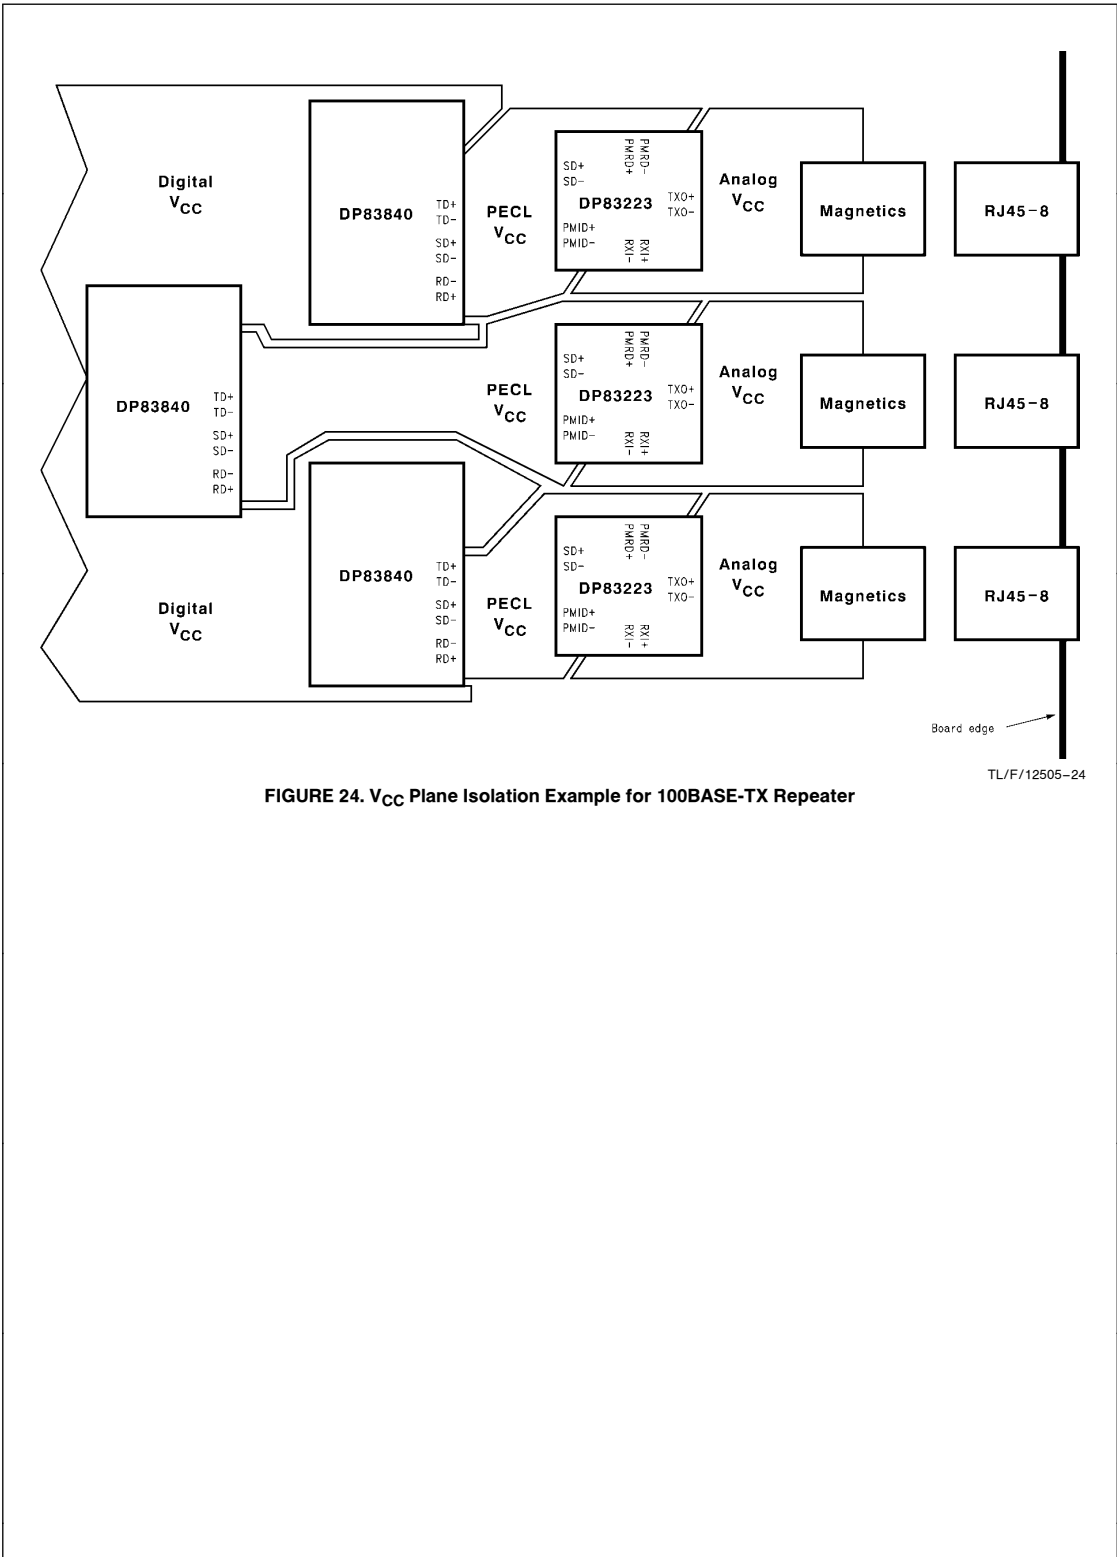 Digital
VCC
DP83840
TD+
TD-
SD+
SD-
RD-
RD+
PECL
VCC
SD+
SD-
PMRD+
PMRD-
DP83223
TXO+
TXO-
PMID+
PMID-
RXI-
RXI+
Analog
VCC
Magnetics
RJ45-8
DP83840
TD+
TD-
SD+
SD-
RD-
RD+
PECL
VCC
SD+
SD-
PMRD+
PMRD-
DP83223
TXO+
TXO-
PMID+
PMID-
RXI-
RXI+
Analog
VCC
Magnetics
RJ45-8
Digital
VCC
DP83840
TD+
TD-
SD+
SD-
RD-
RD+
PECL
VCC
SD+
SD-
PMRD+
PMRD-
DP83223
TXO+
TXO-
PMID+
PMID-
RXI-
RXI+
Analog
VCC
Magnetics
RJ45-8
Board edge
TL/F/12505-24
FIGURE 24. VCC Plane Isolation Example for 100BASE-TX Repeater